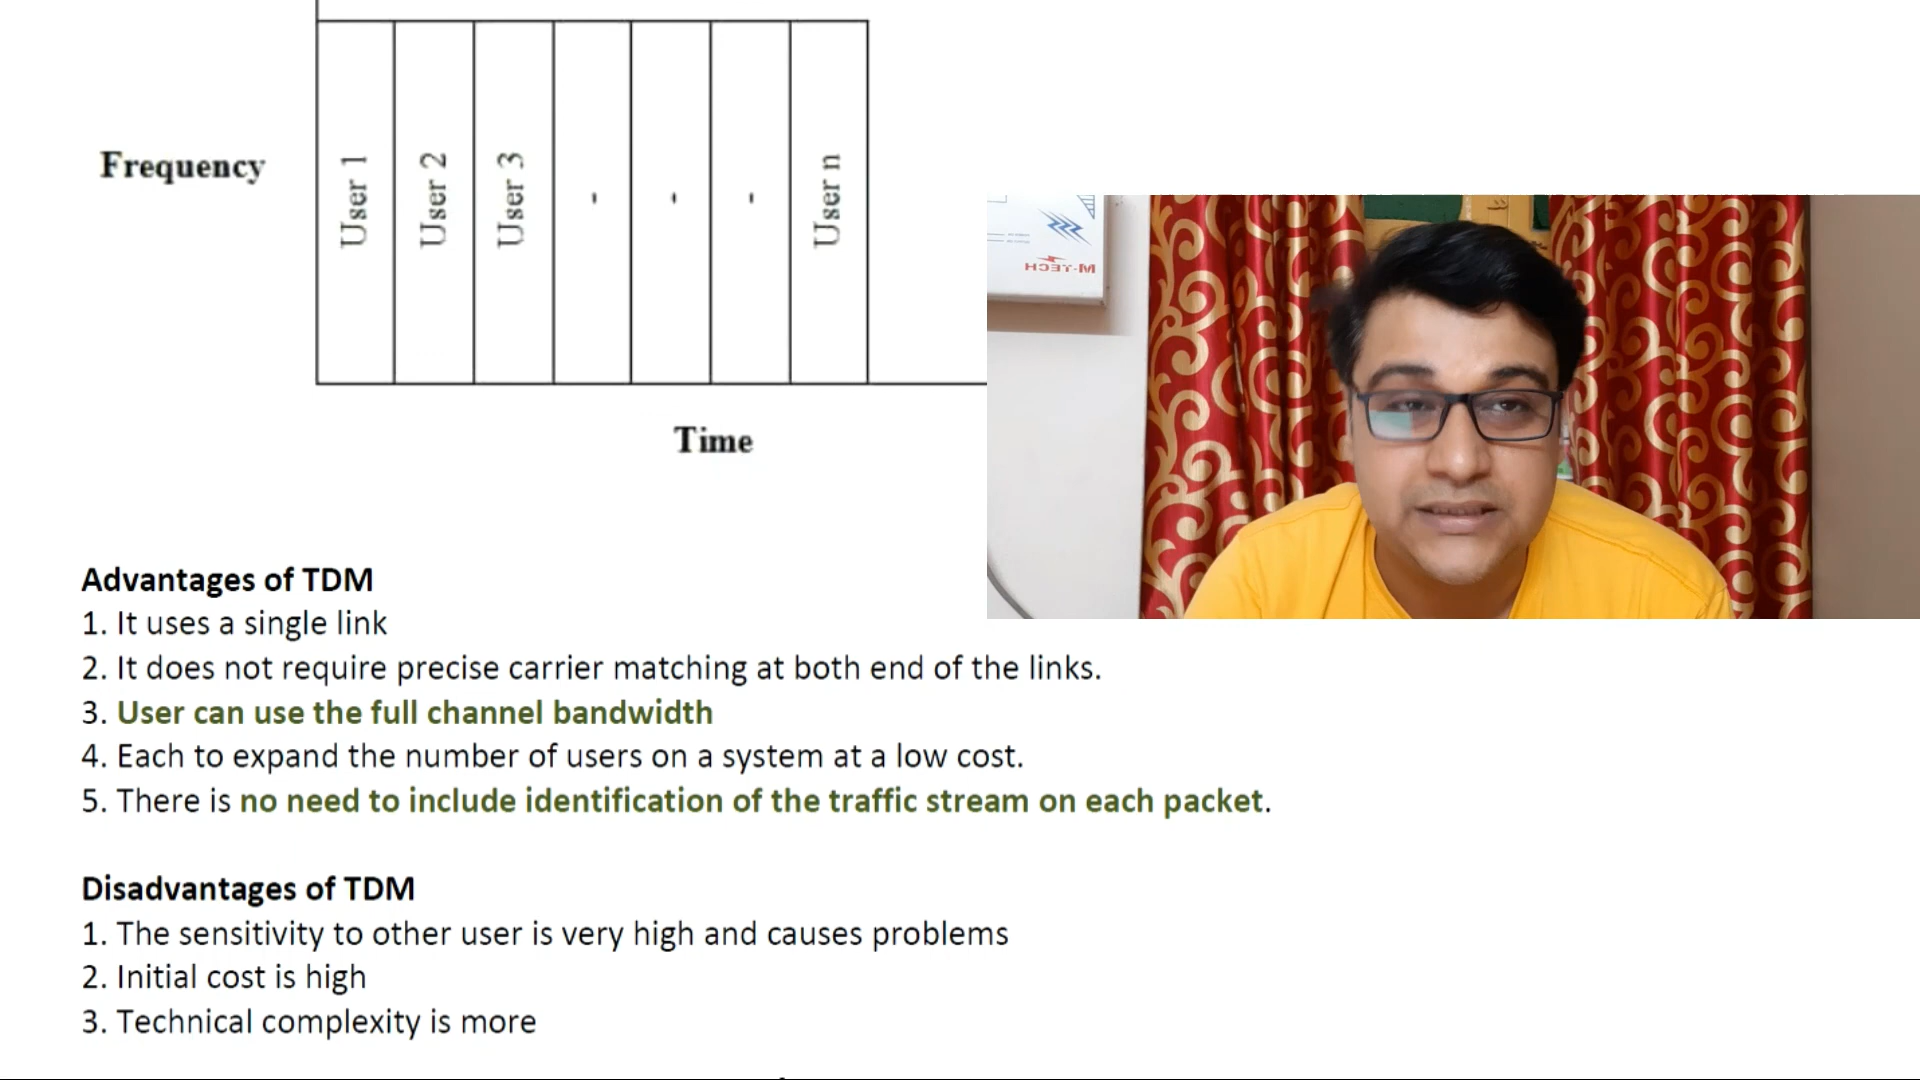 Frequency
User 1
User 2
User 3
-
-
-
User n
Time
M-TECH
Advantages of TDM
1. It uses a single link
2. It does not require precise carrier matching at both end of the links.
3. User can use the full channel bandwidth
4. Each to expand the number of users on a system at a low cost.
5. There is no need to include identification of the traffic stream on each packet.
Disadvantages of TDM
1. The sensitivity to other user is very high and causes problems
2. Initial cost is high
3. Technical complexity is more